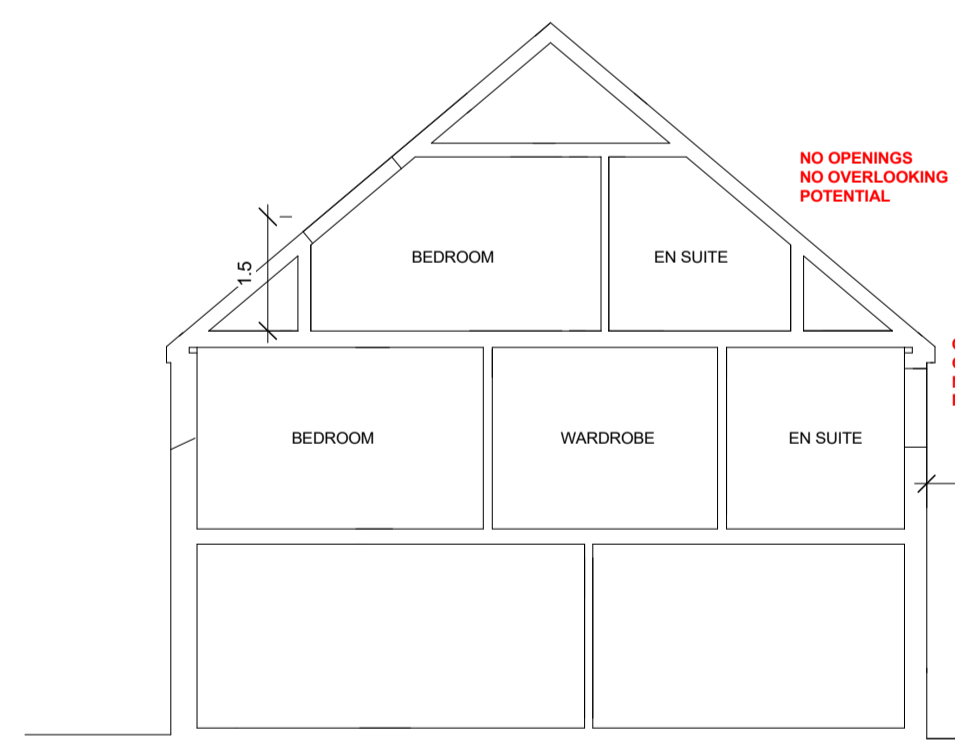 NO OPENINGS
NO OVERLOOKING
POTENTIAL
BEDROOM
EN SUITE
1.5
BEDROOM
WARDROBE
EN SUITE